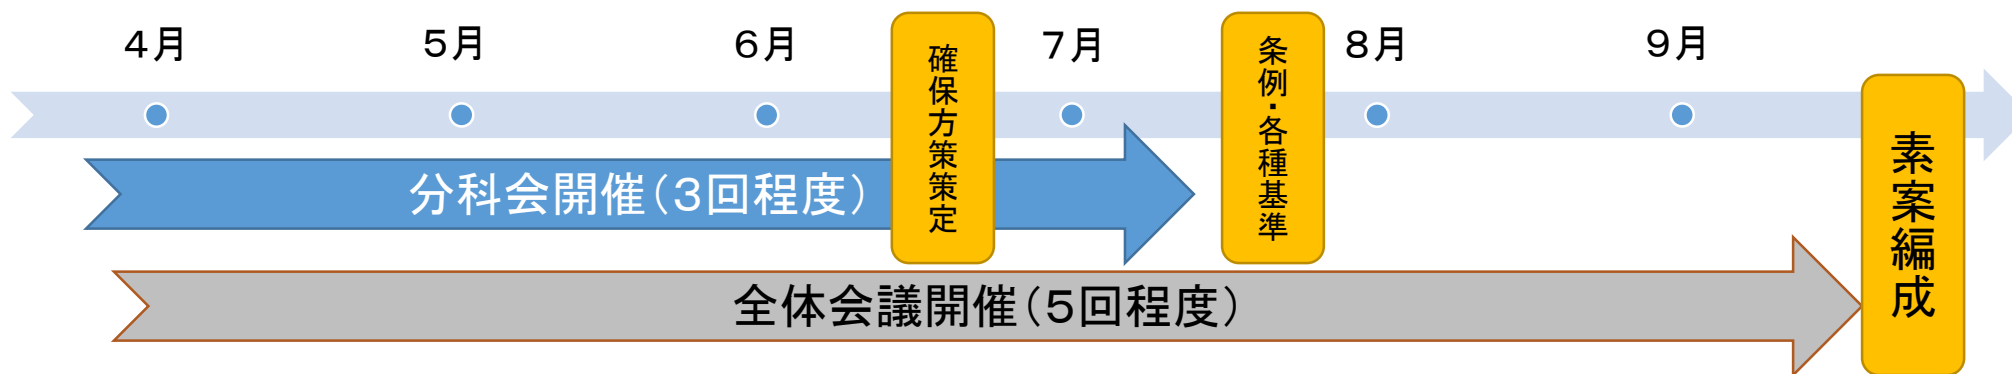 4月
5月
6月
7月
8月
9月
確保方策策定
条例・各種基準
素案編成
分科会開催（3回程度）
全体会議開催（5回程度）